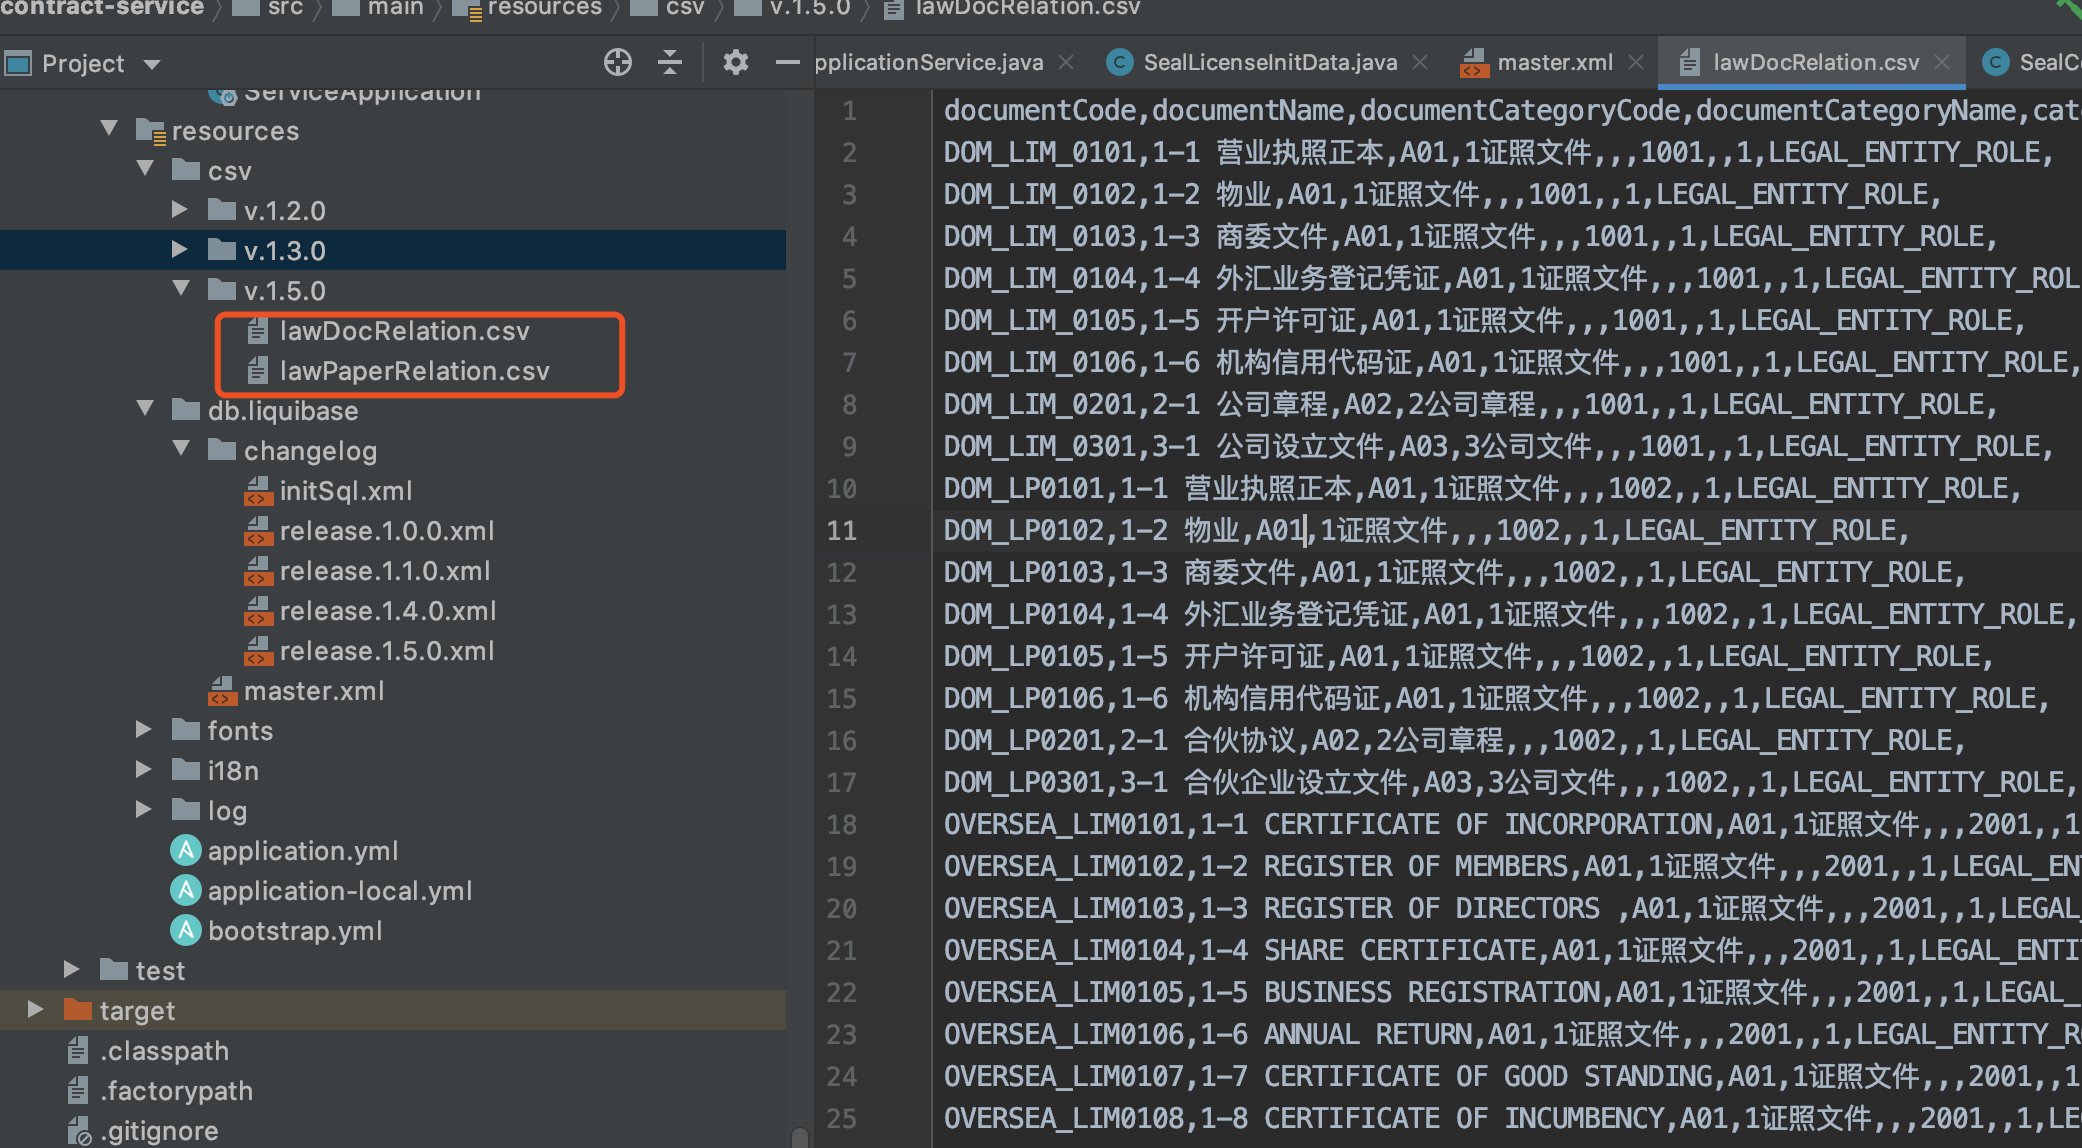 contract-service 〉 src 〉 main 〉 resources 〉 csv 〉 v.1.5.0 〉 lawDocRelation.csv
Project
pplicationService.java
SealLicenseInitData.java
master.xml
lawDocRelation.csv
SealC
ServiceApplication
resources
csv
v.1.2.0
v.1.3.0
v.1.5.0
lawDocRelation.csv
lawPaperRelation.csv
db.liquibase
changelog
initSql.xml
release.1.0.0.xml
release.1.1.0.xml
release.1.4.0.xml
release.1.5.0.xml
master.xml
fonts
i18n
log
application.yml
application-local.yml
bootstrap.yml
test
target
.classpath
.factorypath
.gitignore
1 documentCode,documentName,documentCategoryCode,documentCategoryName,cat
2 DOM_LIM_0101,1-1 营业执照正本,A01,1证照文件,,,1001,,1,LEGAL_ENTITY_ROLE,
3 DOM_LIM_0102,1-2 物业,A01,1证照文件,,,1001,,1,LEGAL_ENTITY_ROLE,
4 DOM_LIM_0103,1-3 商委文件,A01,1证照文件,,,1001,,1,LEGAL_ENTITY_ROLE,
5 DOM_LIM_0104,1-4 外汇业务登记凭证,A01,1证照文件,,,1001,,1,LEGAL_ENTITY_ROL
6 DOM_LIM_0105,1-5 开户许可证,A01,1证照文件,,,1001,,1,LEGAL_ENTITY_ROLE,
7 DOM_LIM_0106,1-6 机构信用代码证,A01,1证照文件,,,1001,,1,LEGAL_ENTITY_ROLE,
8 DOM_LIM_0201,2-1 公司章程,A02,2公司章程,,,1001,,1,LEGAL_ENTITY_ROLE,
9 DOM_LIM_0301,3-1 公司设立文件,A03,3公司文件,,,1001,,1,LEGAL_ENTITY_ROLE,
10 DOM_LP0101,1-1 营业执照正本,A01,1证照文件,,,1002,,1,LEGAL_ENTITY_ROLE,
11 DOM_LP0102,1-2 物业,A01,1证照文件,,,1002,,1,LEGAL_ENTITY_ROLE,
12 DOM_LP0103,1-3 商委文件,A01,1证照文件,,,1002,,1,LEGAL_ENTITY_ROLE,
13 DOM_LP0104,1-4 外汇业务登记凭证,A01,1证照文件,,,1002,,1,LEGAL_ENTITY_ROLE,
14 DOM_LP0105,1-5 开户许可证,A01,1证照文件,,,1002,,1,LEGAL_ENTITY_ROLE,
15 DOM_LP0106,1-6 机构信用代码证,A01,1证照文件,,,1002,,1,LEGAL_ENTITY_ROLE,
16 DOM_LP0201,2-1 合伙协议,A02,2公司章程,,,1002,,1,LEGAL_ENTITY_ROLE,
17 DOM_LP0301,3-1 合伙企业设立文件,A03,3公司文件,,,1002,,1,LEGAL_ENTITY_ROLE,
18 OVERSEA_LIM0101,1-1 CERTIFICATE OF INCORPORATION,A01,1证照文件,,,2001,,1
19 OVERSEA_LIM0102,1-2 REGISTER OF MEMBERS,A01,1证照文件,,,2001,,1,LEGAL_EN
20 OVERSEA_LIM0103,1-3 REGISTER OF DIRECTORS ,A01,1证照文件,,,2001,,1,LEGAL_
21 OVERSEA_LIM0104,1-4 SHARE CERTIFICATE,A01,1证照文件,,,2001,,1,LEGAL_ENTI
22 OVERSEA_LIM0105,1-5 BUSINESS REGISTRATION,A01,1证照文件,,,2001,,1,LEGAL_
23 OVERSEA_LIM0106,1-6 ANNUAL RETURN,A01,1证照文件,,,2001,,1,LEGAL_ENTITY_R
24 OVERSEA_LIM0107,1-7 CERTIFICATE OF GOOD STANDING,A01,1证照文件,,,2001,,1
25 OVERSEA_LIM0108,1-8 CERTIFICATE OF INCUMBENCY,A01,1证照文件,,,2001,,1,LE